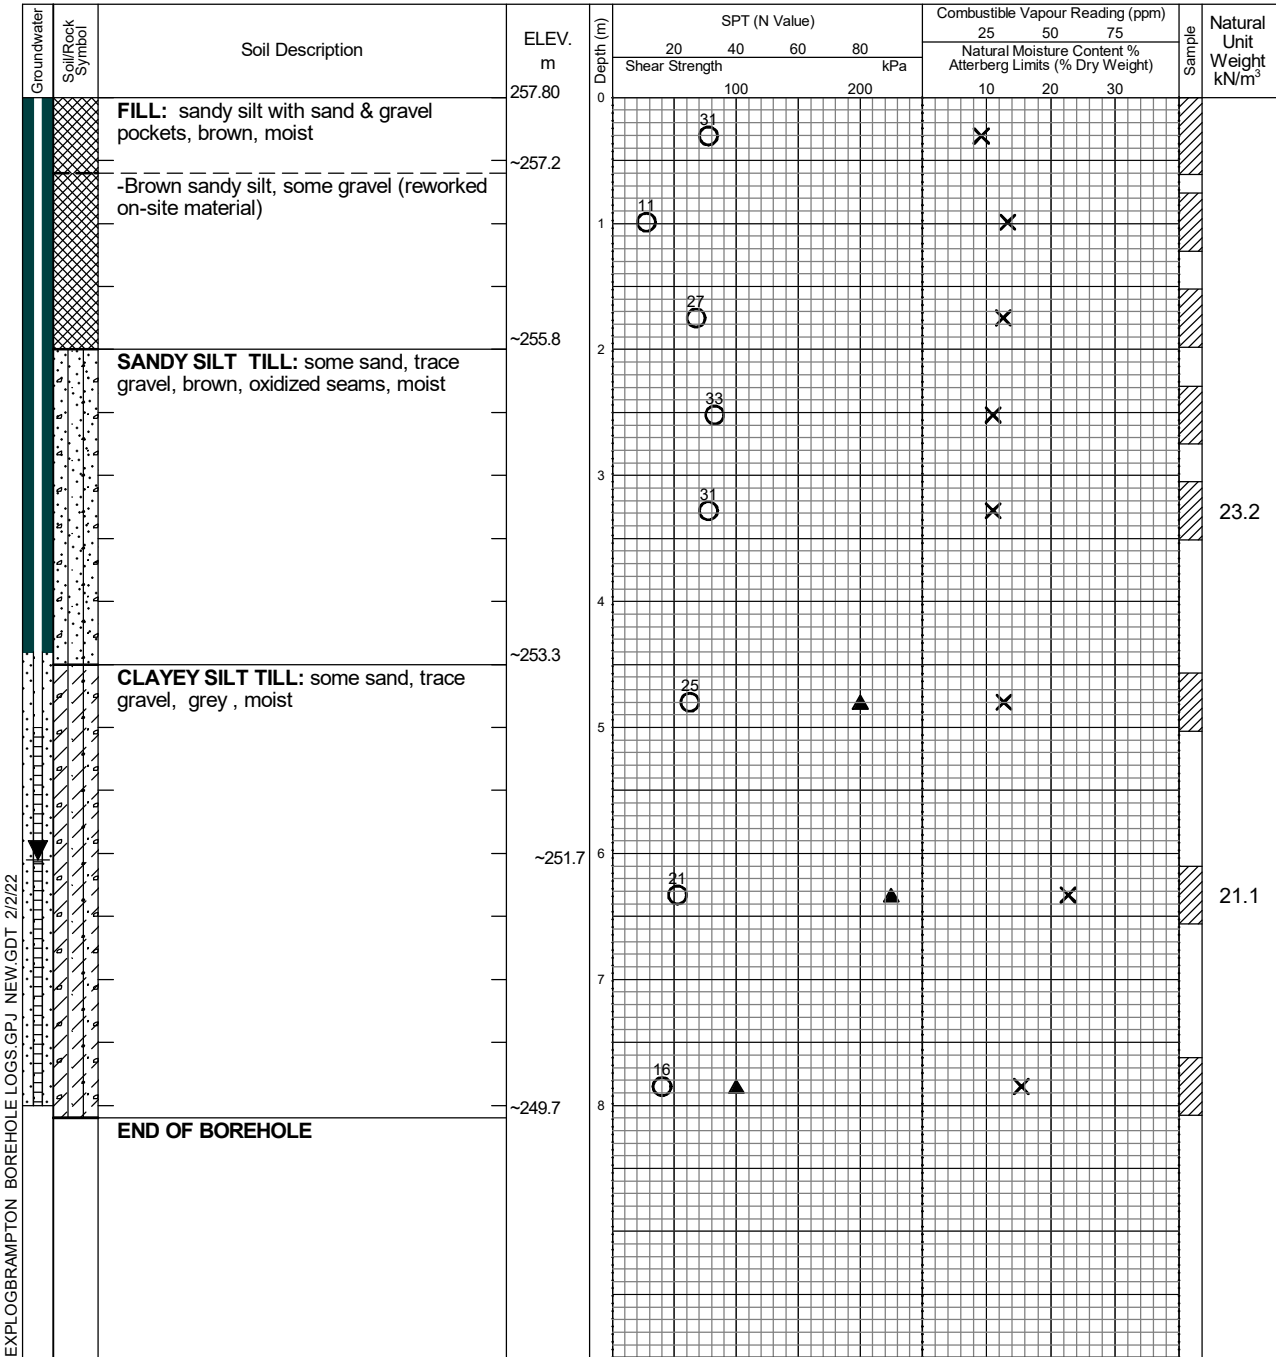 Groundwater
Soil/Rock
Symbol
Soil Description
ELEV.
m
257.80
Depth (m)
SPT (N Value)
20 40 60 80
Shear Strength kPa
100 200
Combustible Vapour Reading (ppm)
25 50 75
Natural Moisture Content %
Atterberg Limits (% Dry Weight)
10 20 30
Sample
Natural
Unit
Weight
kN/m³
0
FILL: sandy silt with sand & gravel
pockets, brown, moist
31
~257.2
-Brown sandy silt, some gravel (reworked
on-site material)
11
1
27
~255.8
2
SANDY SILT TILL: some sand, trace
gravel, brown, oxidized seams, moist
33
3
31
23.2
4
~253.3
CLAYEY SILT TILL: some sand, trace
gravel, grey , moist
25
5
~251.7
6
21
21.1
7
16
~249.7
8
END OF BOREHOLE
EXPLOGBRAMPTON BOREHOLE LOGS.GPJ NEW.GDT 2/2/22